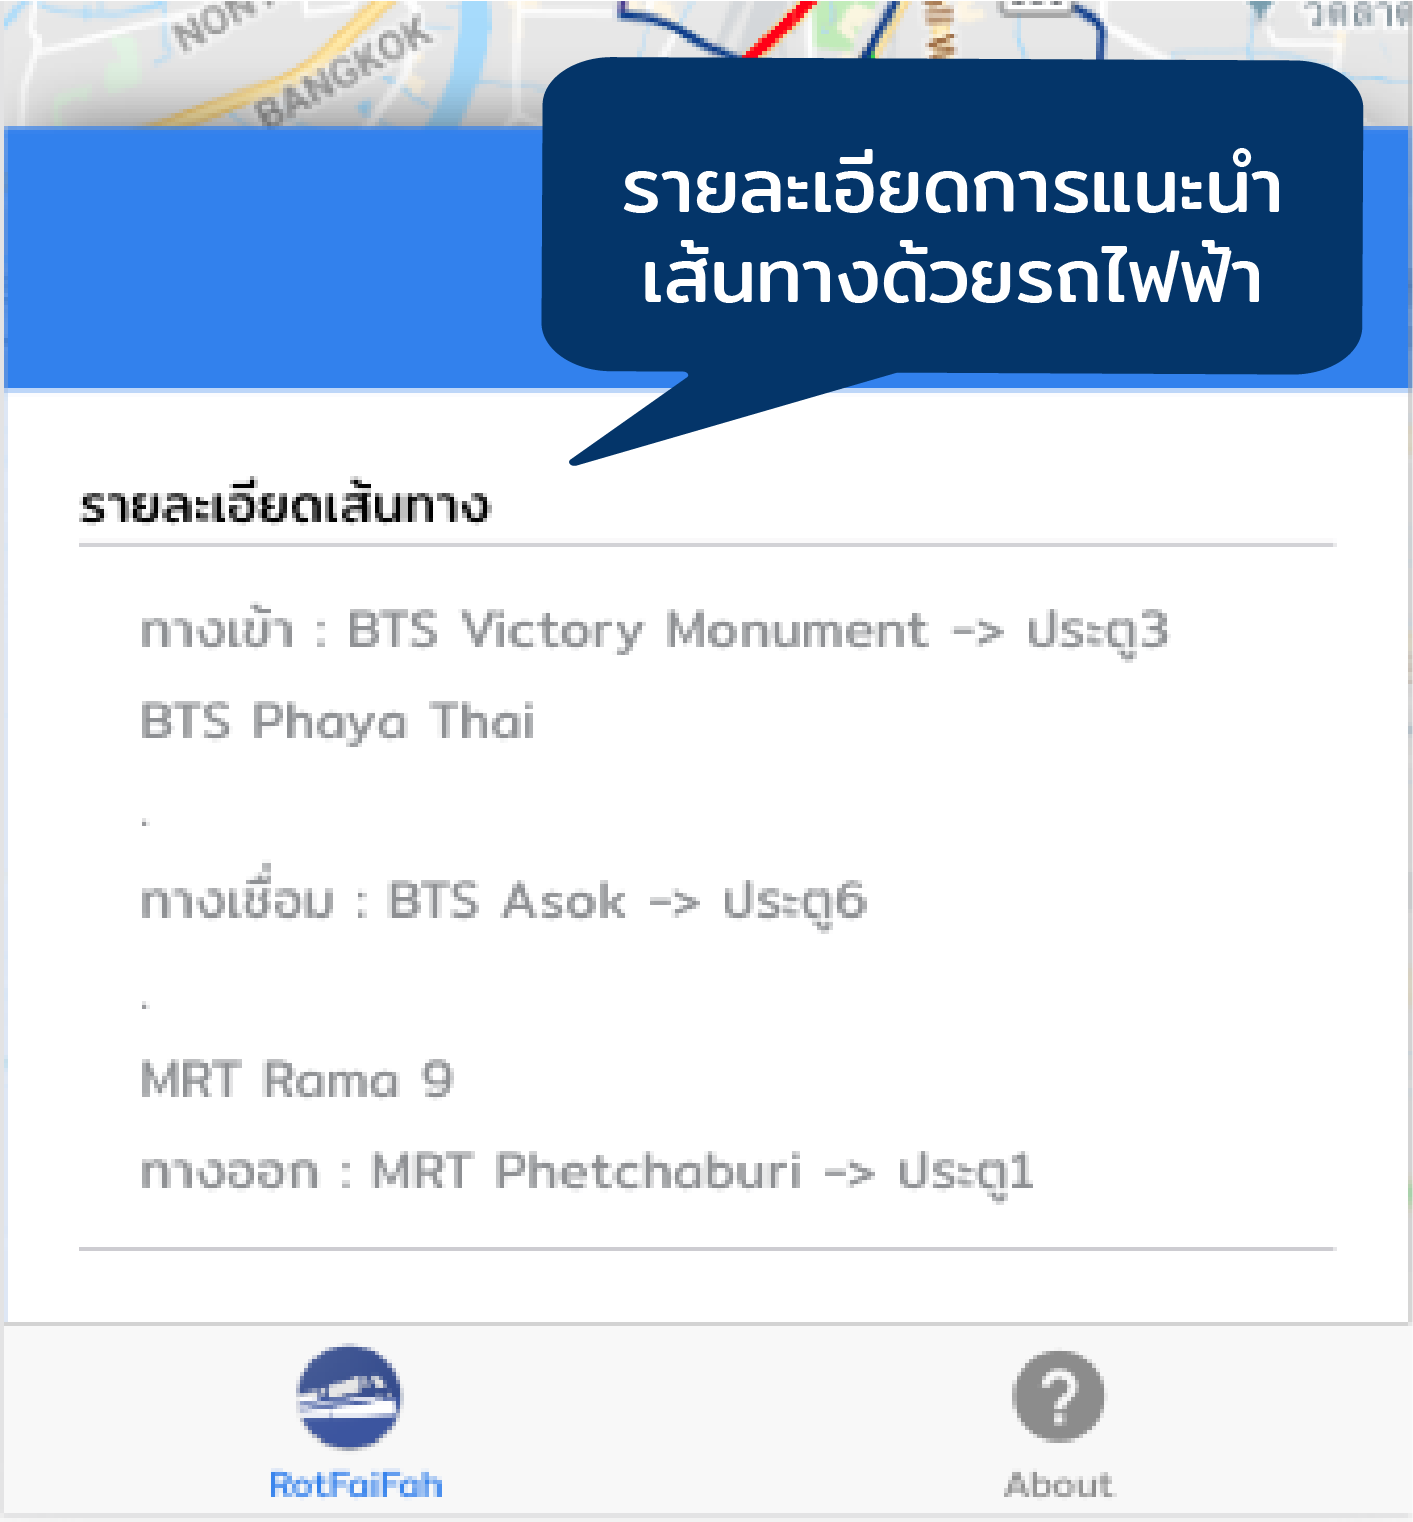 BANGKOK
รายละเอียดการแนะนำ
เส้นทางด้วยรถไฟฟ้า
รายละเอียดเส้นทาง
ทางเข้า : BTS Victory Monument -> ประตู3
BTS Phaya Thai
.
ทางเชื่อม : BTS Asok -> ประตู6
.
MRT Rama 9
ทางออก : MRT Phetchaburi -> ประตู1
RotFaiFah
About